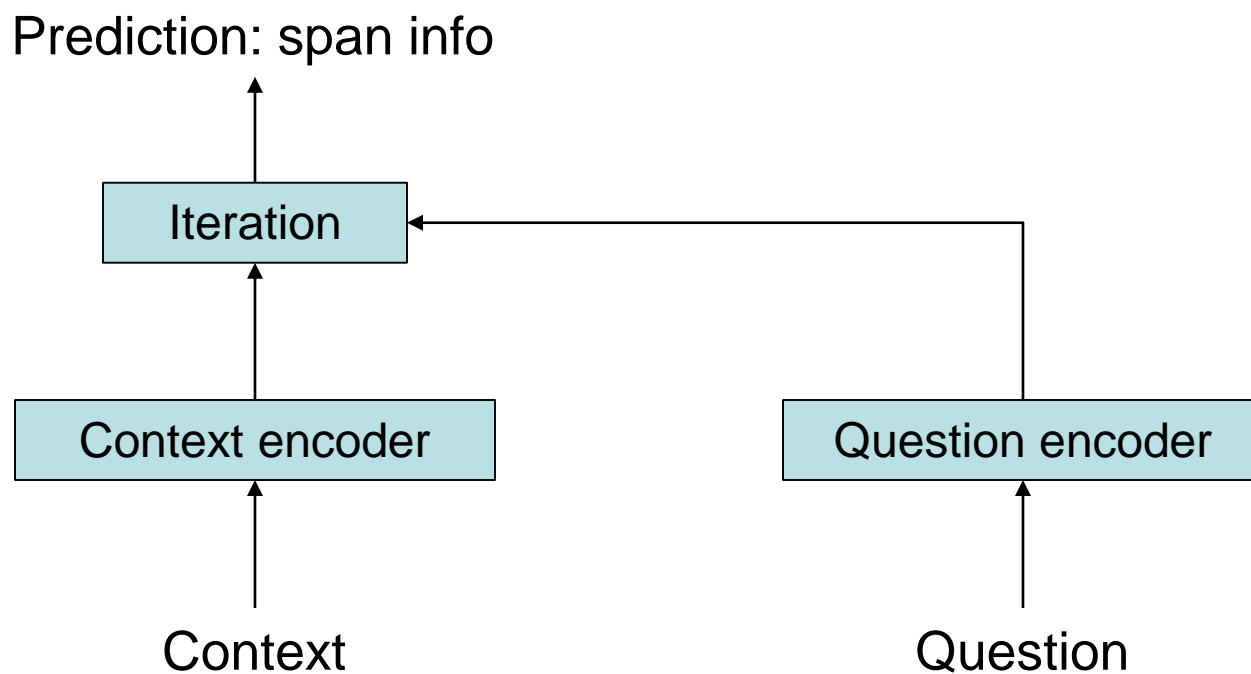 Prediction: span info
Iteration
Context encoder
Question encoder
Context
Question